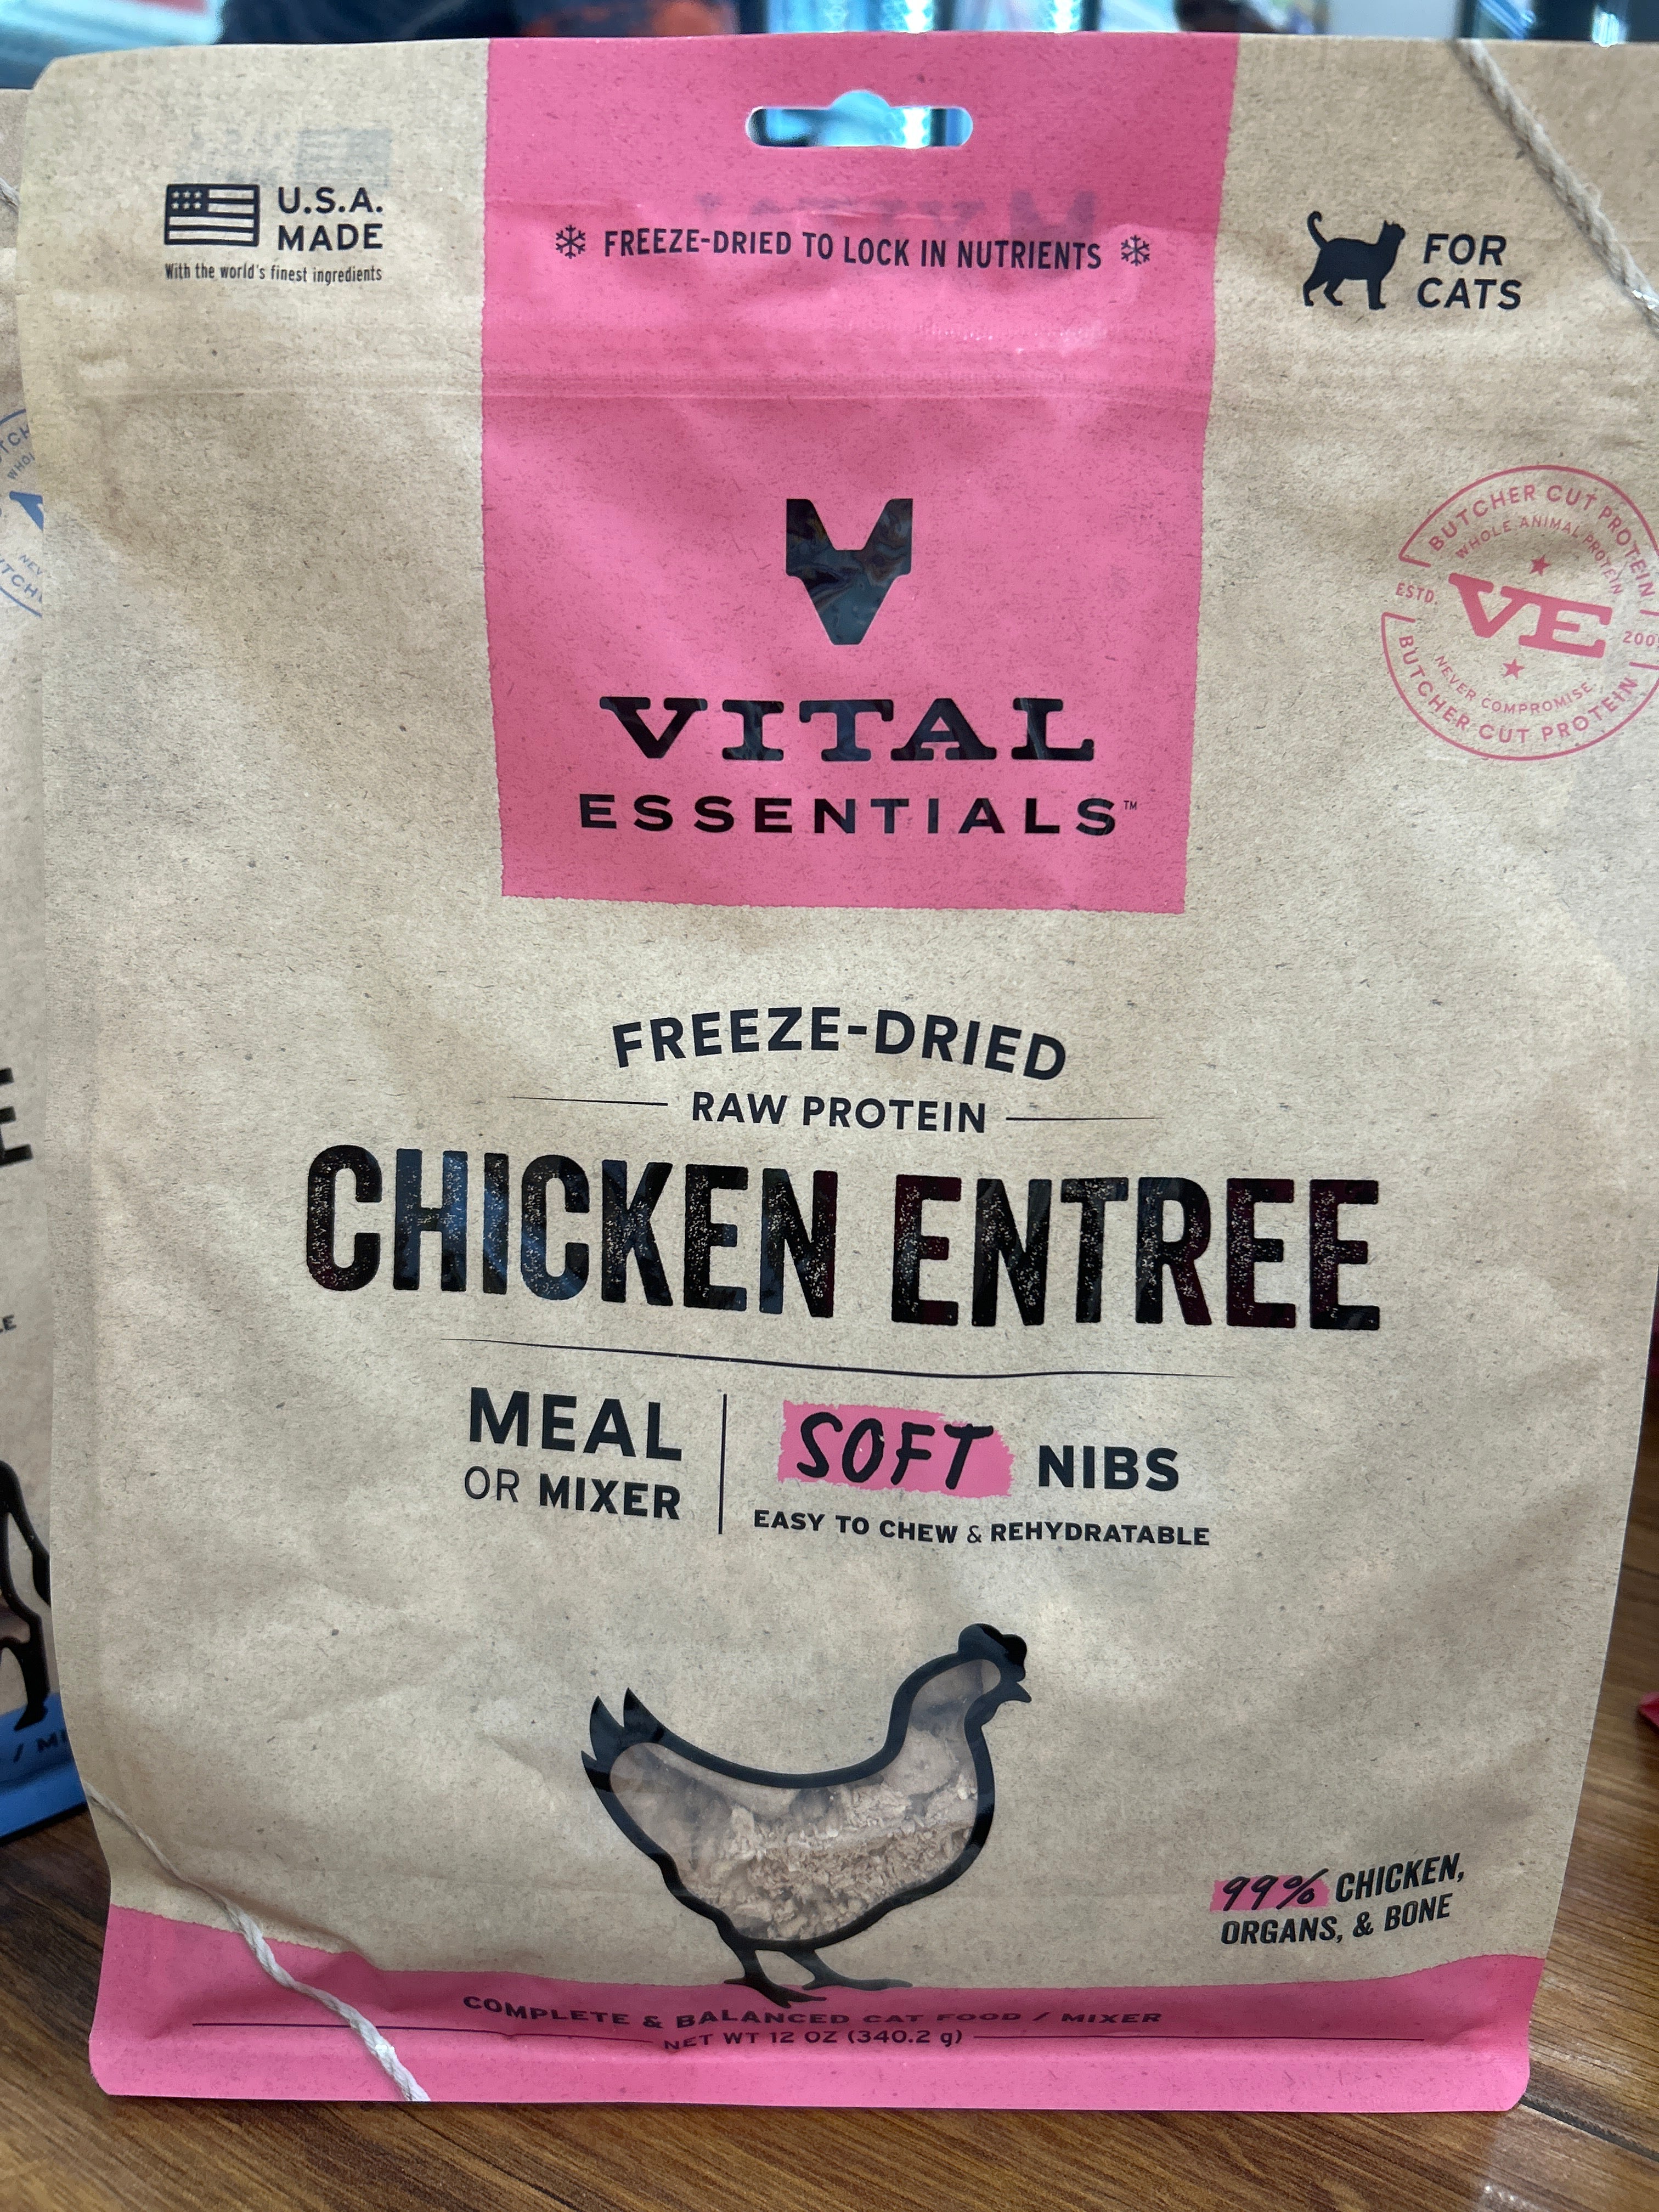 U.S.A.
MADE
With the world's finest ingredients
FREEZE-DRIED TO LOCK IN NUTRIENTS
FOR
CATS
VITAL
ESSENTIALS™
BUTCHER CUT PROTEIN
WHOLE ANIMAL PROTEIN
ESTD.
VE
NEVER COMPROMISE
BUTCHER CUT PROTEIN
FREEZE-DRIED
RAW PROTEIN
CHICKEN ENTREE
MEAL
OR MIXER
SOFT NIBS
EASY TO CHEW & REHYDRATABLE
99% CHICKEN,
ORGANS, & BONE
COMPLETE & BALANCED CAT FOOD / MIXER
NET WT 12 OZ (340.2 g)